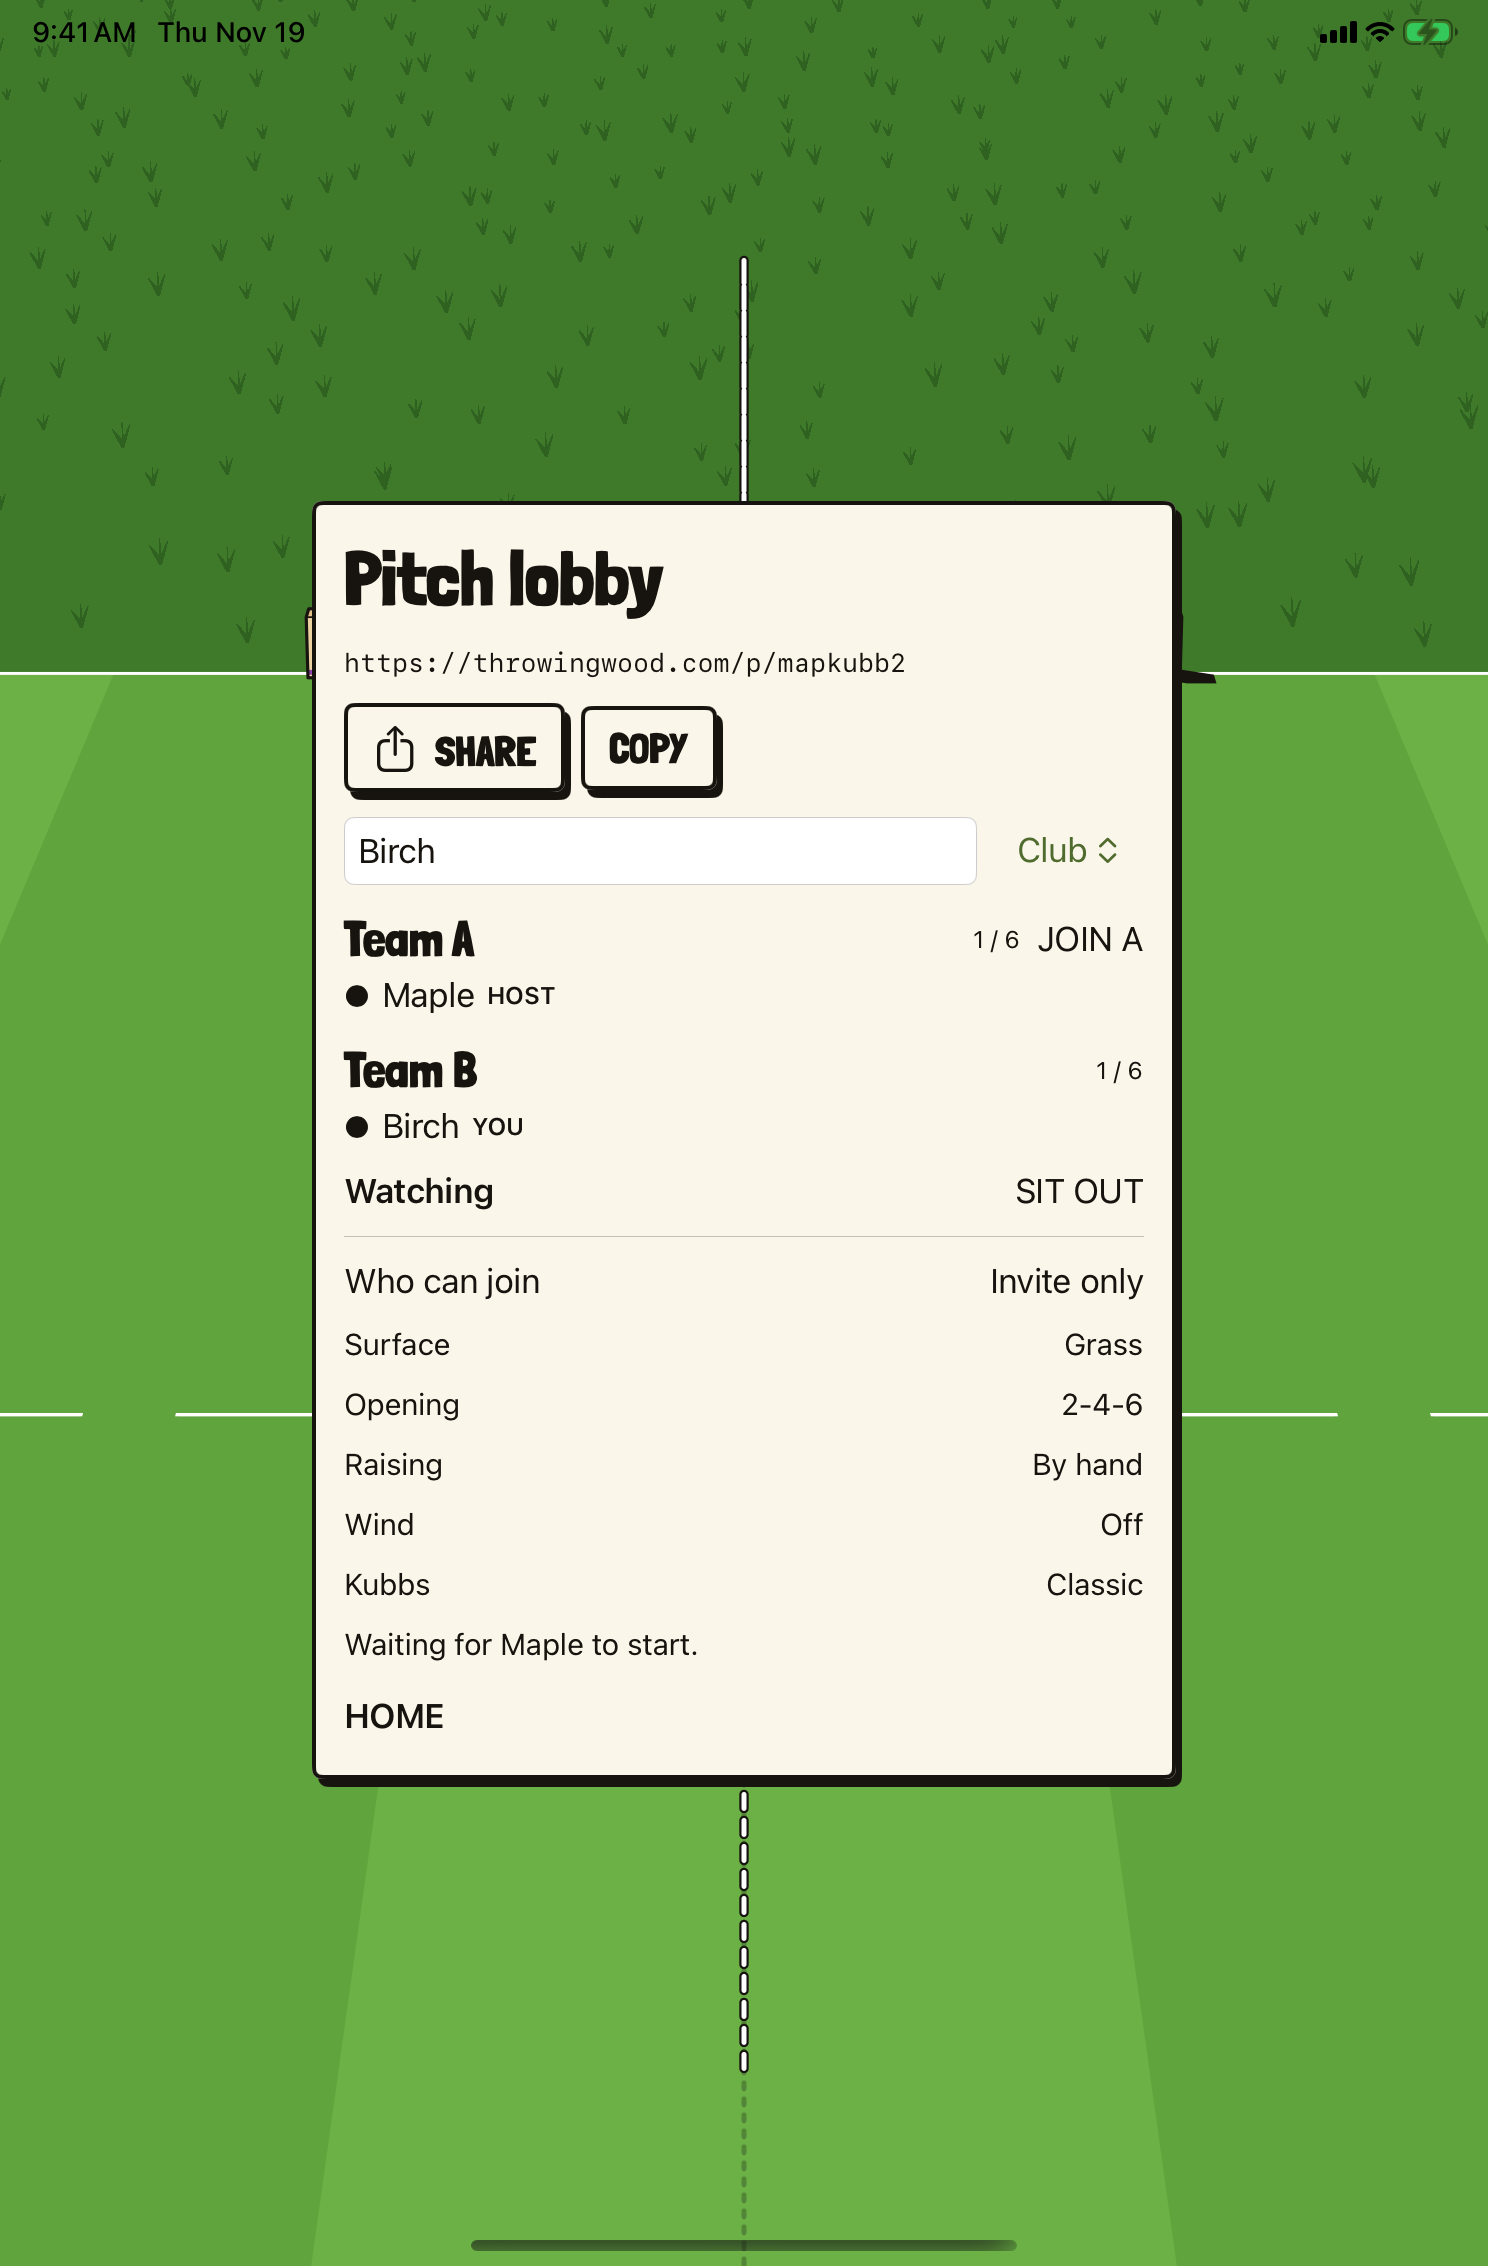 9:41 AM Thu Nov 19
Pitch lobby
https://throwingwood.com/p/mapkubb2
SHARE COPY
Birch Club
Team A 1 / 6 JOIN A
Maple HOST
Team B 1 / 6
Birch YOU
Watching SIT OUT
Who can join Invite only
Surface Grass
Opening 2-4-6
Raising By hand
Wind Off
Kubbs Classic
Waiting for Maple to start.
HOME